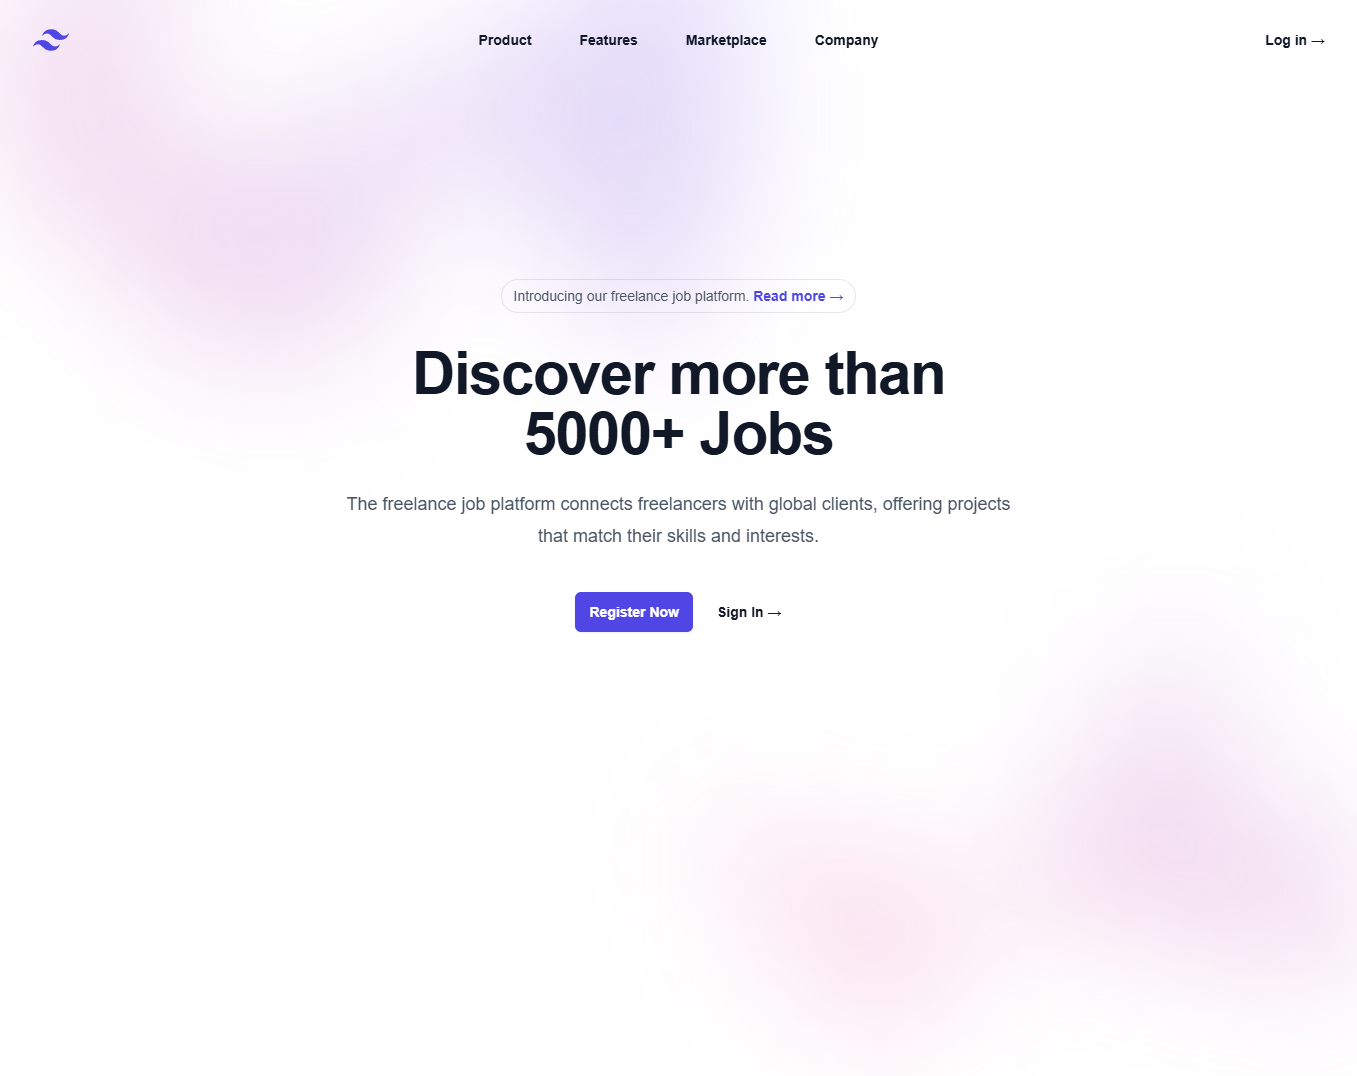 Product Features Marketplace Company Log in →
Introducing our freelance job platform. Read more →
Discover more than
5000+ Jobs
The freelance job platform connects freelancers with global clients, offering projects
that match their skills and interests.
Register Now Sign In →